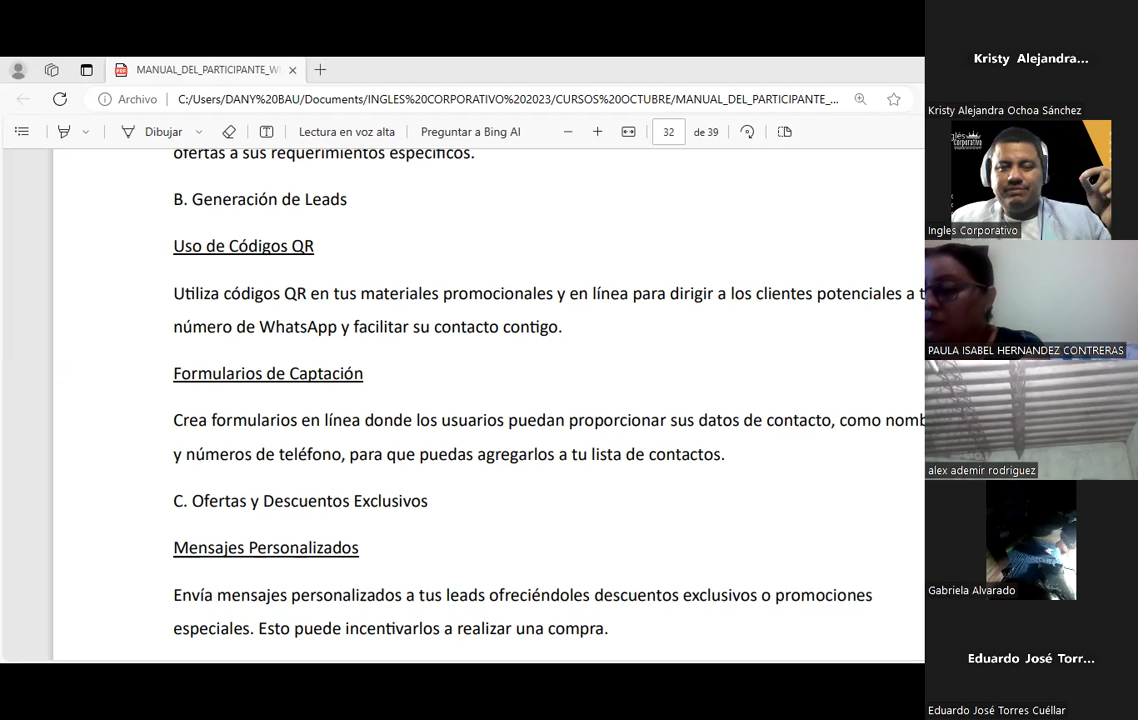 MANUAL_DEL_PARTICIPANTE_W
Archivo
C:/Users/DANY%20BAU/Documents/INGLES%20CORPORATIVO%202023/CURSOS%20OCTUBRE/MANUAL_DEL_PARTICIPANTE_...
Dibujar
Lectura en voz alta
Preguntar a Bing AI
32
de 39
ofertas a sus requerimientos específicos.
B. Generación de Leads
Uso de Códigos QR
Utiliza códigos QR en tus materiales promocionales y en línea para dirigir a los clientes potenciales a t
número de WhatsApp y facilitar su contacto contigo.
Formularios de Captación
Crea formularios en línea donde los usuarios puedan proporcionar sus datos de contacto, como nomb
y números de teléfono, para que puedas agregarlos a tu lista de contactos.
C. Ofertas y Descuentos Exclusivos
Mensajes Personalizados
Envía mensajes personalizados a tus leads ofreciéndoles descuentos exclusivos o promociones
especiales. Esto puede incentivarlos a realizar una compra.
Kristy Alejandra...
Kristy Alejandra Ochoa Sánchez
Ingles Corporativo
PAULA ISABEL HERNANDEZ CONTRERAS
alex ademir rodriguez
Gabriela Alvarado
Eduardo José Torr...
Eduardo José Torres Cuéllar